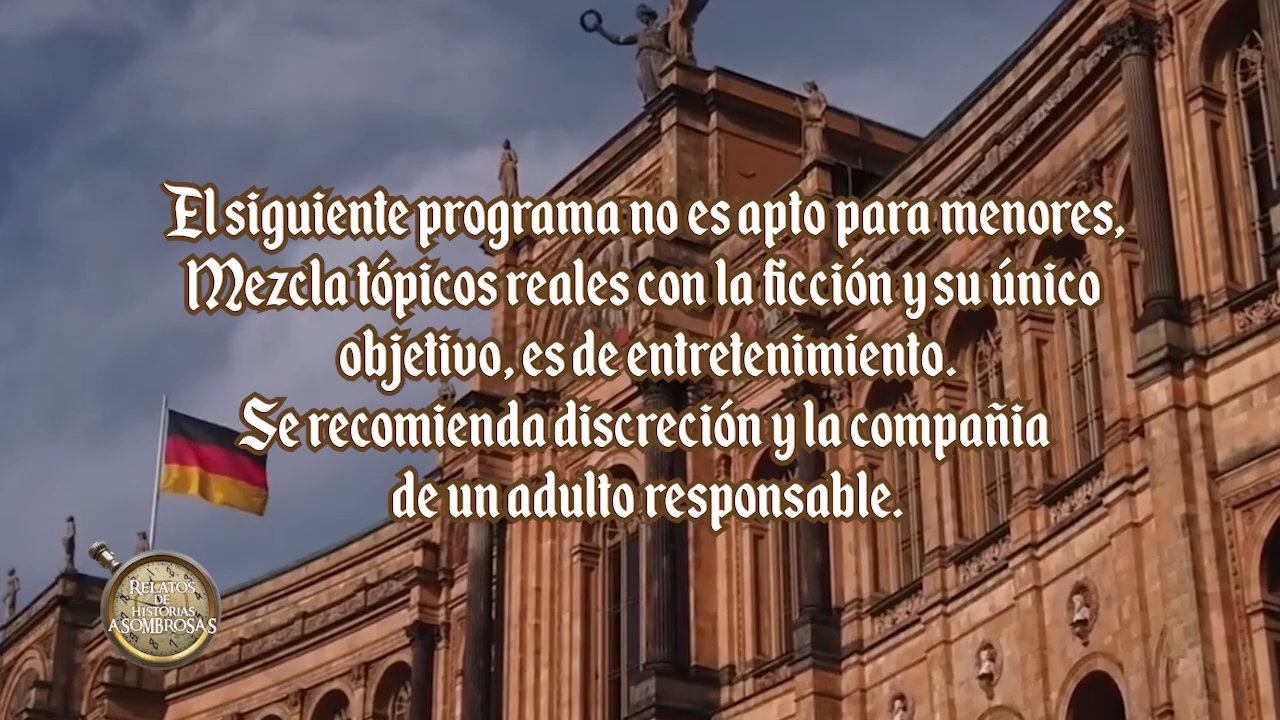 El siguiente programa no es apto para menores,
Mezcla tópicos reales con la ficción y su único
objetivo, es de entretenimiento.
Se recomienda discreción y la compañia
de un adulto responsable.
RELATOS
DE
HISTORIAS
ASOMBROSAS